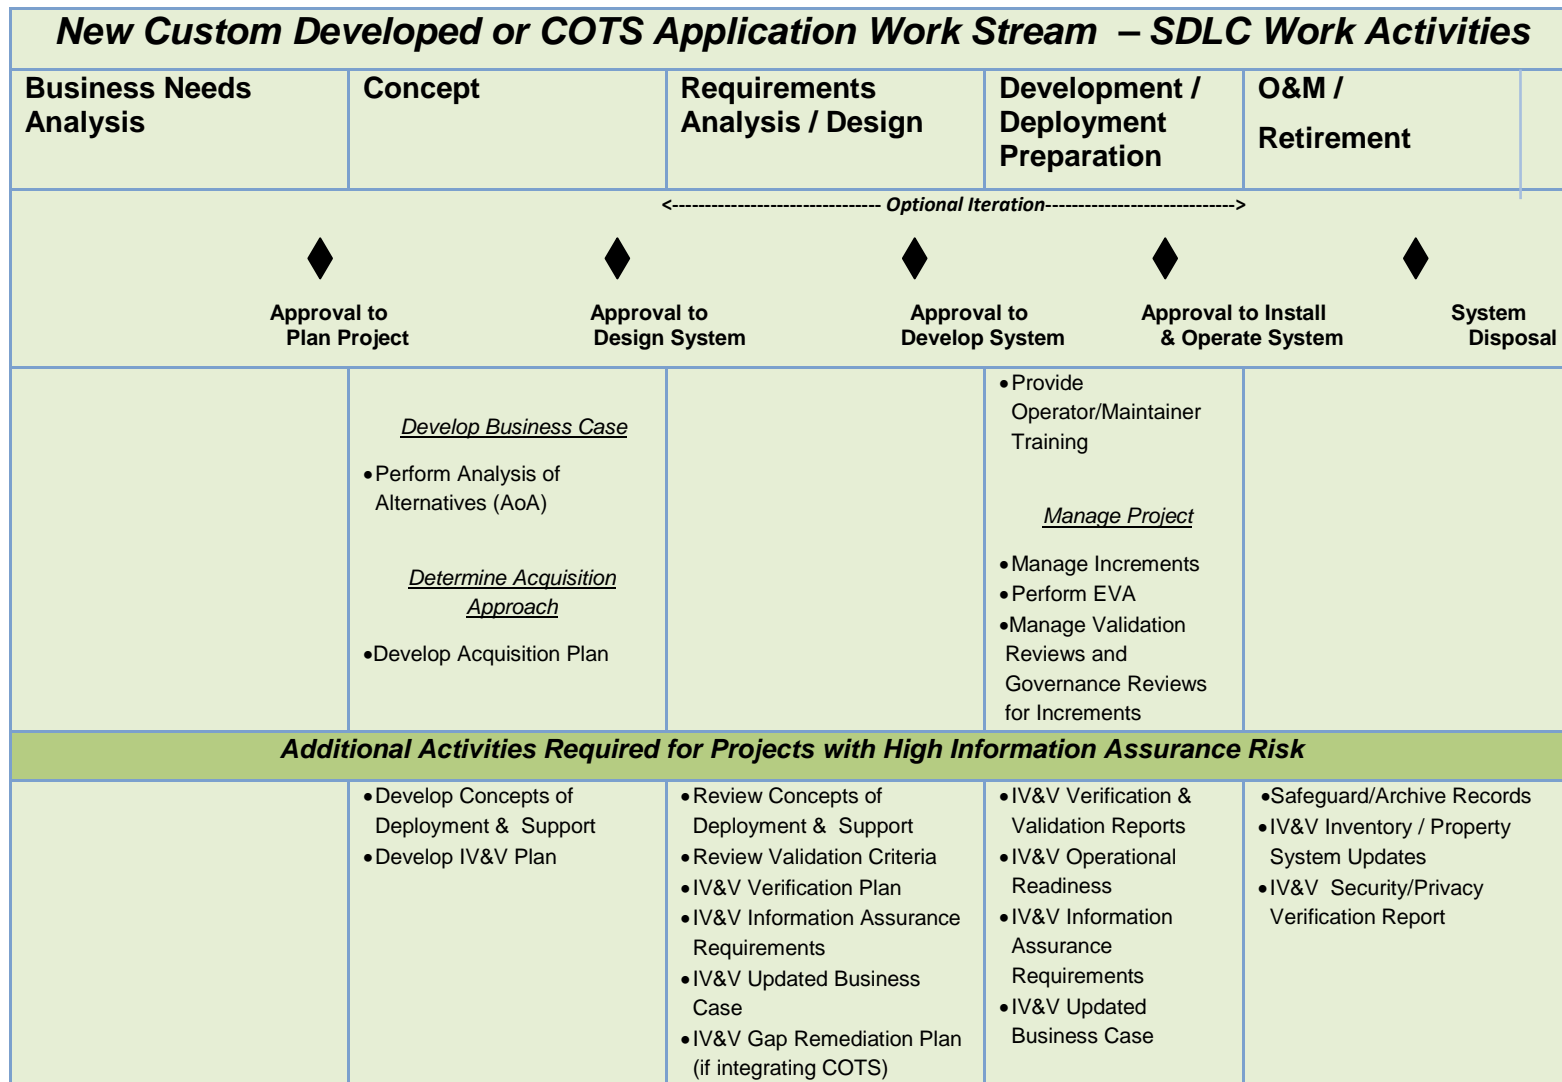 New Custom Developed or COTS Application Work Stream – SDLC Work Activities
Business Needs
Analysis
Concept
Requirements
Analysis / Design
Development /
Deployment
Preparation
O&M /
Retirement
<-------------------------------- Optional Iteration----------------------------->
Approval to
Plan Project
Approval to
Design System
Approval to
Develop System
Approval to Install
& Operate System
System
Disposal
Develop Business Case
•Perform Analysis of
Alternatives (AoA)
Determine Acquisition
Approach
•Develop Acquisition Plan
•Provide
Operator/Maintainer
Training
Manage Project
•Manage Increments
•Perform EVA
•Manage Validation
Reviews and
Governance Reviews
for Increments
Additional Activities Required for Projects with High Information Assurance Risk
•Develop Concepts of
Deployment & Support
•Develop IV&V Plan
•Review Concepts of
Deployment & Support
•Review Validation Criteria
•IV&V Verification Plan
•IV&V Information Assurance
Requirements
•IV&V Updated Business
Case
•IV&V Gap Remediation Plan
(if integrating COTS)
•IV&V Verification &
Validation Reports
•IV&V Operational
Readiness
•IV&V Information
Assurance
Requirements
•IV&V Updated
Business Case
•Safeguard/Archive Records
•IV&V Inventory / Property
System Updates
•IV&V Security/Privacy
Verification Report